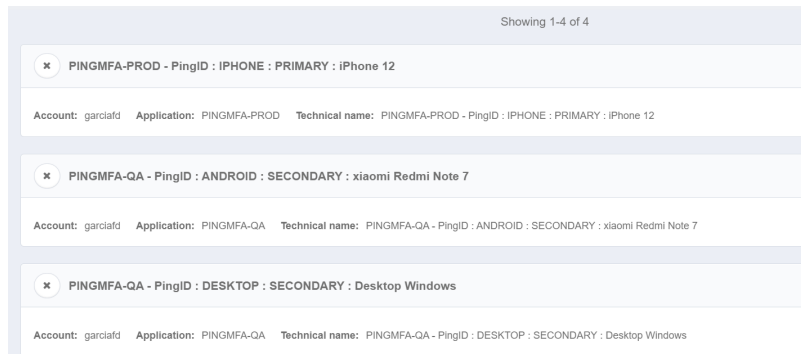 Showing 1-4 of 4
PINGMFA-PROD - PingID : IPHONE : PRIMARY : iPhone 12
Account: garciafd Application: PINGMFA-PROD Technical name: PINGMFA-PROD - PingID : IPHONE : PRIMARY : iPhone 12
PINGMFA-QA - PingID : ANDROID : SECONDARY : xiaomi Redmi Note 7
Account: garciafd Application: PINGMFA-QA Technical name: PINGMFA-QA - PingID : ANDROID : SECONDARY : xiaomi Redmi Note 7
PINGMFA-QA - PingID : DESKTOP : SECONDARY : Desktop Windows
Account: garciafd Application: PINGMFA-QA Technical name: PINGMFA-QA - PingID : DESKTOP : SECONDARY : Desktop Windows